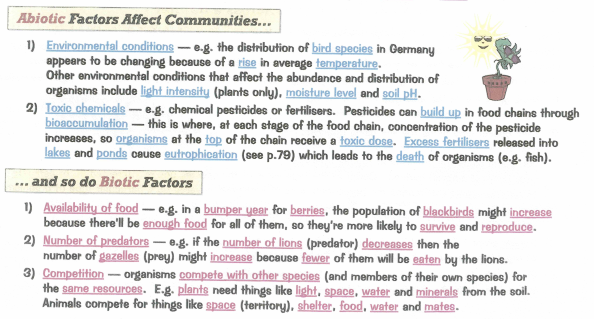 Abiotic Factors Affect Communities...
1) Environmental conditions — e.g. the distribution of bird species in Germany
appears to be changing because of a rise in average temperature.
Other environmental conditions that affect the abundance and distribution of
organisms include light intensity (plants only), moisture level and soil pH.
2) Toxic chemicals — e.g. chemical pesticides or fertilisers. Pesticides can build up in food chains through
bioaccumulation — this is where, at each stage of the food chain, concentration of the pesticide
increases, so organisms at the top of the chain receive a toxic dose. Excess fertilisers released into
lakes and ponds cause eutrophication (see p.79) which leads to the death of organisms (e.g. fish).
... and so do Biotic Factors
1) Availability of food — e.g. in a bumper year for berries, the population of blackbirds might increase
because there'll be enough food for all of them, so they're more likely to survive and reproduce.
2) Number of predators — e.g. if the number of lions (predator) decreases then the
number of gazelles (prey) might increase because fewer of them will be eaten by the lions.
3) Competition — organisms compete with other species (and members of their own species) for
the same resources. E.g. plants need things like light, space, water and minerals from the soil.
Animals compete for things like space (territory), shelter, food, water and mates.